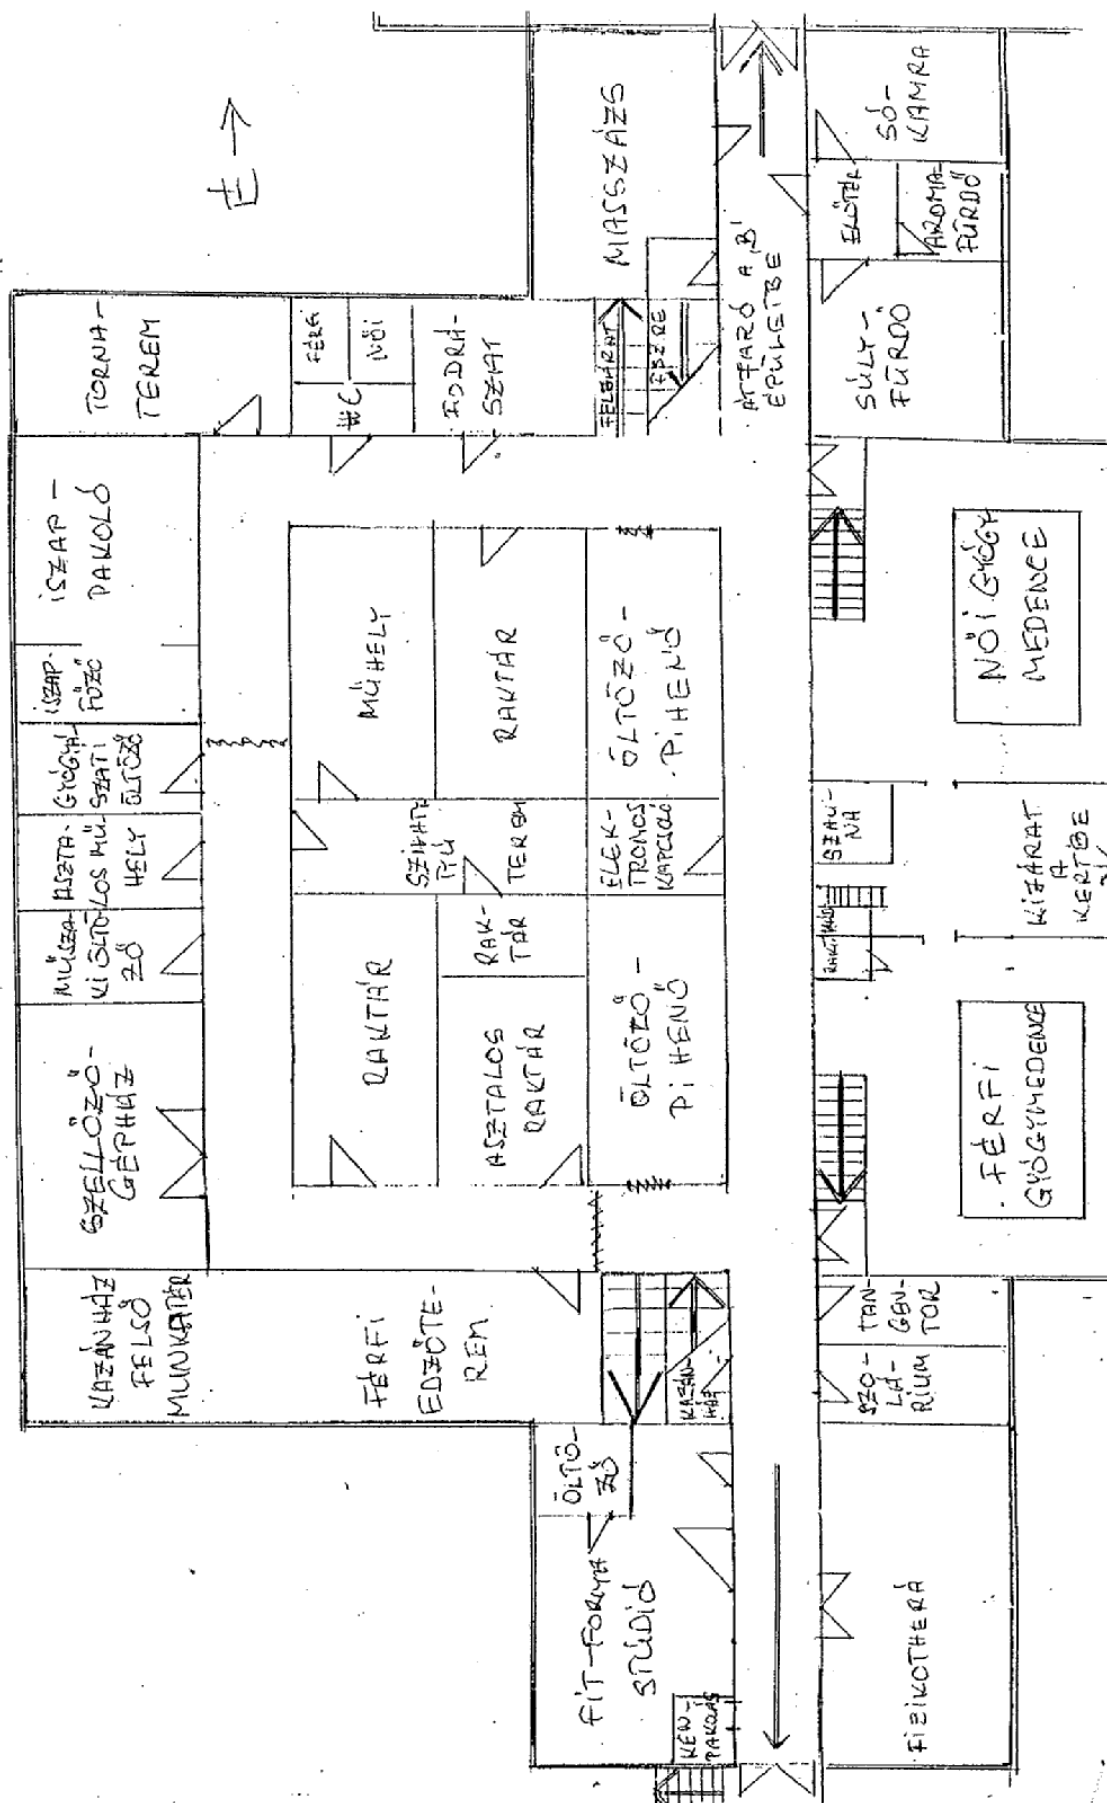 É
TORNA-
TEREM
FÉRFI
NŐI
WC
FODRÁ-
SZAT
FELJÁRAT
MASSZÁZS
ÁTJARÓ A „B”
ÉPÜLETBE
SÓ-
KAMRA
ELŐTÉR
AROMA-
FÜRDŐ
SÚLY-
FÜRDŐ
ISZAP-
PAKOLÓ
ISZAP-
FŐZŐ
GYÓGYÁ-
SZATI
ÖLTÖZŐ
ASZTA-
LOS MŰ-
HELY
MŰSZA-
KI ÖLTÖ-
ZŐ
SZELLŐZŐ-
GÉPHÁZ
MŰHELY
RAKTÁR
ÖLTÖZŐ-
PIHENŐ
TEREM
ELEK-
TROMOS
KAPCSOLÓ
RAKTÁR
RAK-
TÁR
ASZTALOS
RAKTÁR
ÖLTÖZŐ-
PIHENŐ
NŐI GYÓGY
MEDENCE
SZAU-
NA
KIJÁRAT
A
KERTBE
FÉRFI
GYÓGYMEDENCE
KAZÁNHÁZ
FELSŐ
MUNKATÉR
FÉRFI
EDZŐTE-
REM
KAZÁN-
HÁZ
TAN-
GEN-
TOR
SZO-
LÁ-
RIUM
ÖLTÖ-
ZŐ
FIT-FORMA
STÚDIÓ
PAKOLÁS
FIZIKOTHERÁ